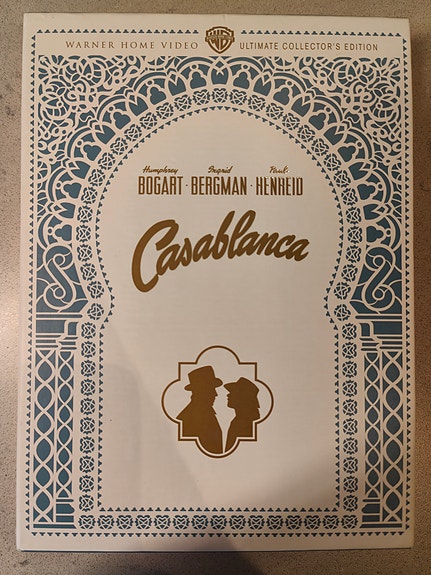 WARNER HOME VIDEO WB ULTIMATE COLLECTOR'S EDITION
Humphrey Ingrid Paul
BOGART · BERGMAN · HENREID
Casablanca